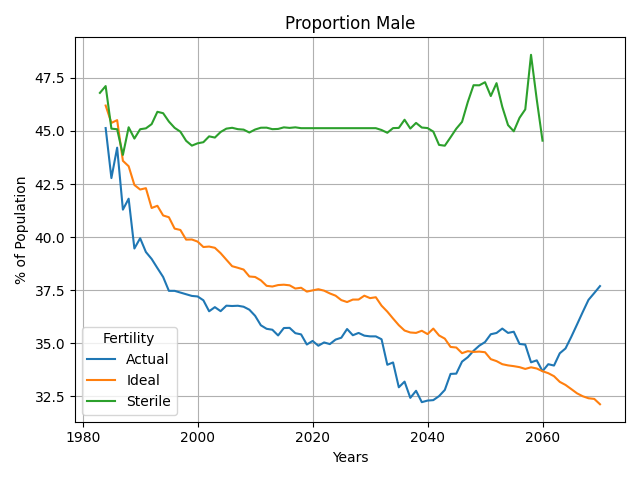 Proportion Male
% of Population
47.5
45.0
42.5
40.0
37.5
35.0
32.5
Fertility
Actual
Ideal
Sterile
1980
2000
2020
2040
2060
Years